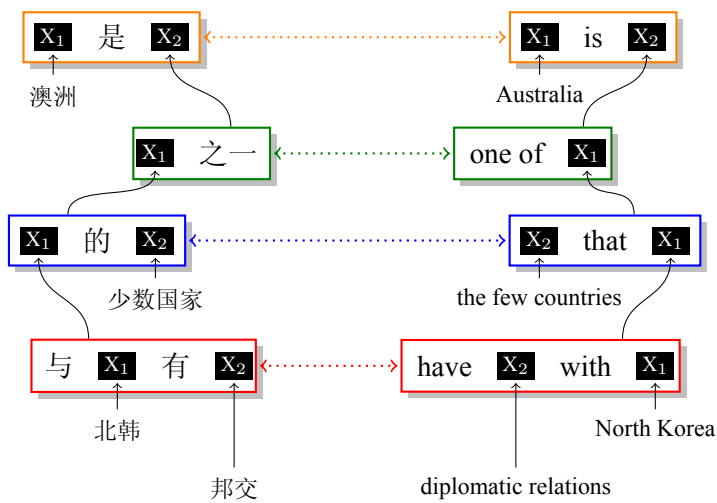 X₁ 是 X₂ X₁ is X₂
澳洲 Australia
X₁ 之一 one of X₁
X₁ 的 X₂ X₂ that X₁
少数国家 the few countries
与 X₁ 有 X₂ have X₂ with X₁
北韩 North Korea
邦交 diplomatic relations